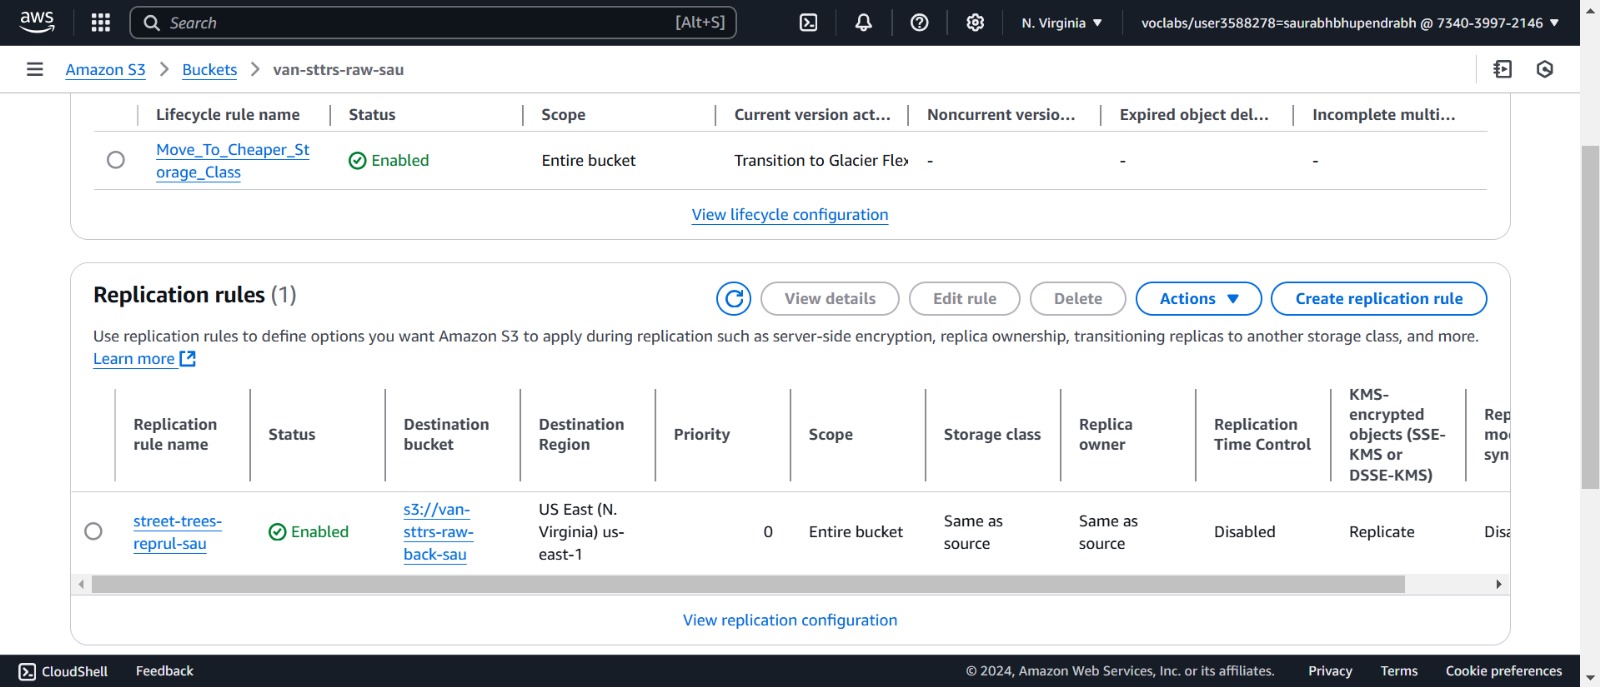 aws
Search
[Alt+S]
N. Virginia
voclabs/user3588278=saurabhbhupendrabh @ 7340-3997-2146
Amazon S3
Buckets
van-sttrs-raw-sau
Lifecycle rule name
Status
Scope
Current version act...
Noncurrent versio...
Expired object del...
Incomplete multi...
Move_To_Cheaper_St
orage_Class
Enabled
Entire bucket
Transition to Glacier Flex
-
-
-
View lifecycle configuration
Replication rules (1)
View details
Edit rule
Delete
Actions
Create replication rule
Use replication rules to define options you want Amazon S3 to apply during replication such as server-side encryption, replica ownership, transitioning replicas to another storage class, and more.
Learn more
Replication
rule name
Status
Destination
bucket
Destination
Region
Priority
Scope
Storage class
Replica
owner
Replication
Time Control
KMS-
encrypted
objects (SSE-
KMS or
DSSE-KMS)
Rep
mo
syn
street-trees-
reprul-sau
Enabled
s3://van-
sttrs-raw-
back-sau
US East (N.
Virginia) us-
east-1
0
Entire bucket
Same as
source
Same as
source
Disabled
Replicate
Disa
View replication configuration
CloudShell
Feedback
© 2024, Amazon Web Services, Inc. or its affiliates.
Privacy
Terms
Cookie preferences